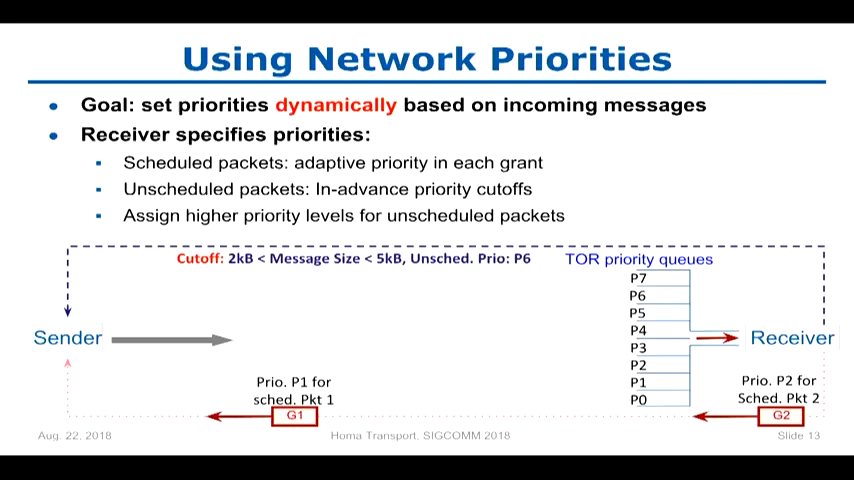 Using Network Priorities
Goal: set priorities dynamically based on incoming messages
Receiver specifies priorities:
Scheduled packets: adaptive priority in each grant
Unscheduled packets: In-advance priority cutoffs
Assign higher priority levels for unscheduled packets
Cutoff: 2kB < Message Size < 5kB, Unsched. Prio: P6
TOR priority queues
P7
P6
P5
P4
P3
P2
P1
P0
Sender
Receiver
Prio. P1 for
sched. Pkt 1
G1
Prio. P2 for
Sched. Pkt 2
G2
Aug. 22, 2018
Homa Transport, SIGCOMM 2018
Slide 13